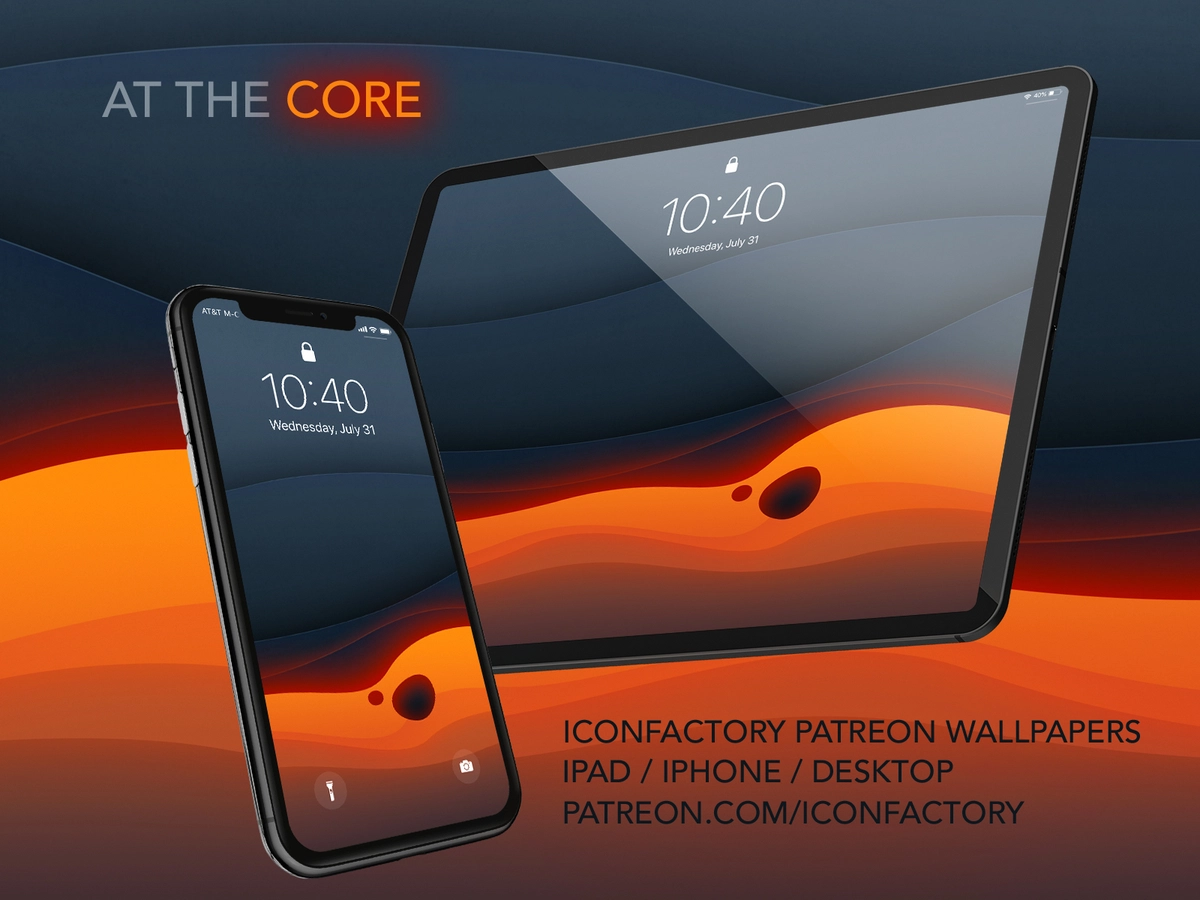 AT THE CORE
40%
10:40
Wednesday, July 31
AT&T M-C
10:40
Wednesday, July 31
ICONFACTORY PATREON WALLPAPERS
IPAD / IPHONE / DESKTOP
PATREON.COM/ICONFACTORY